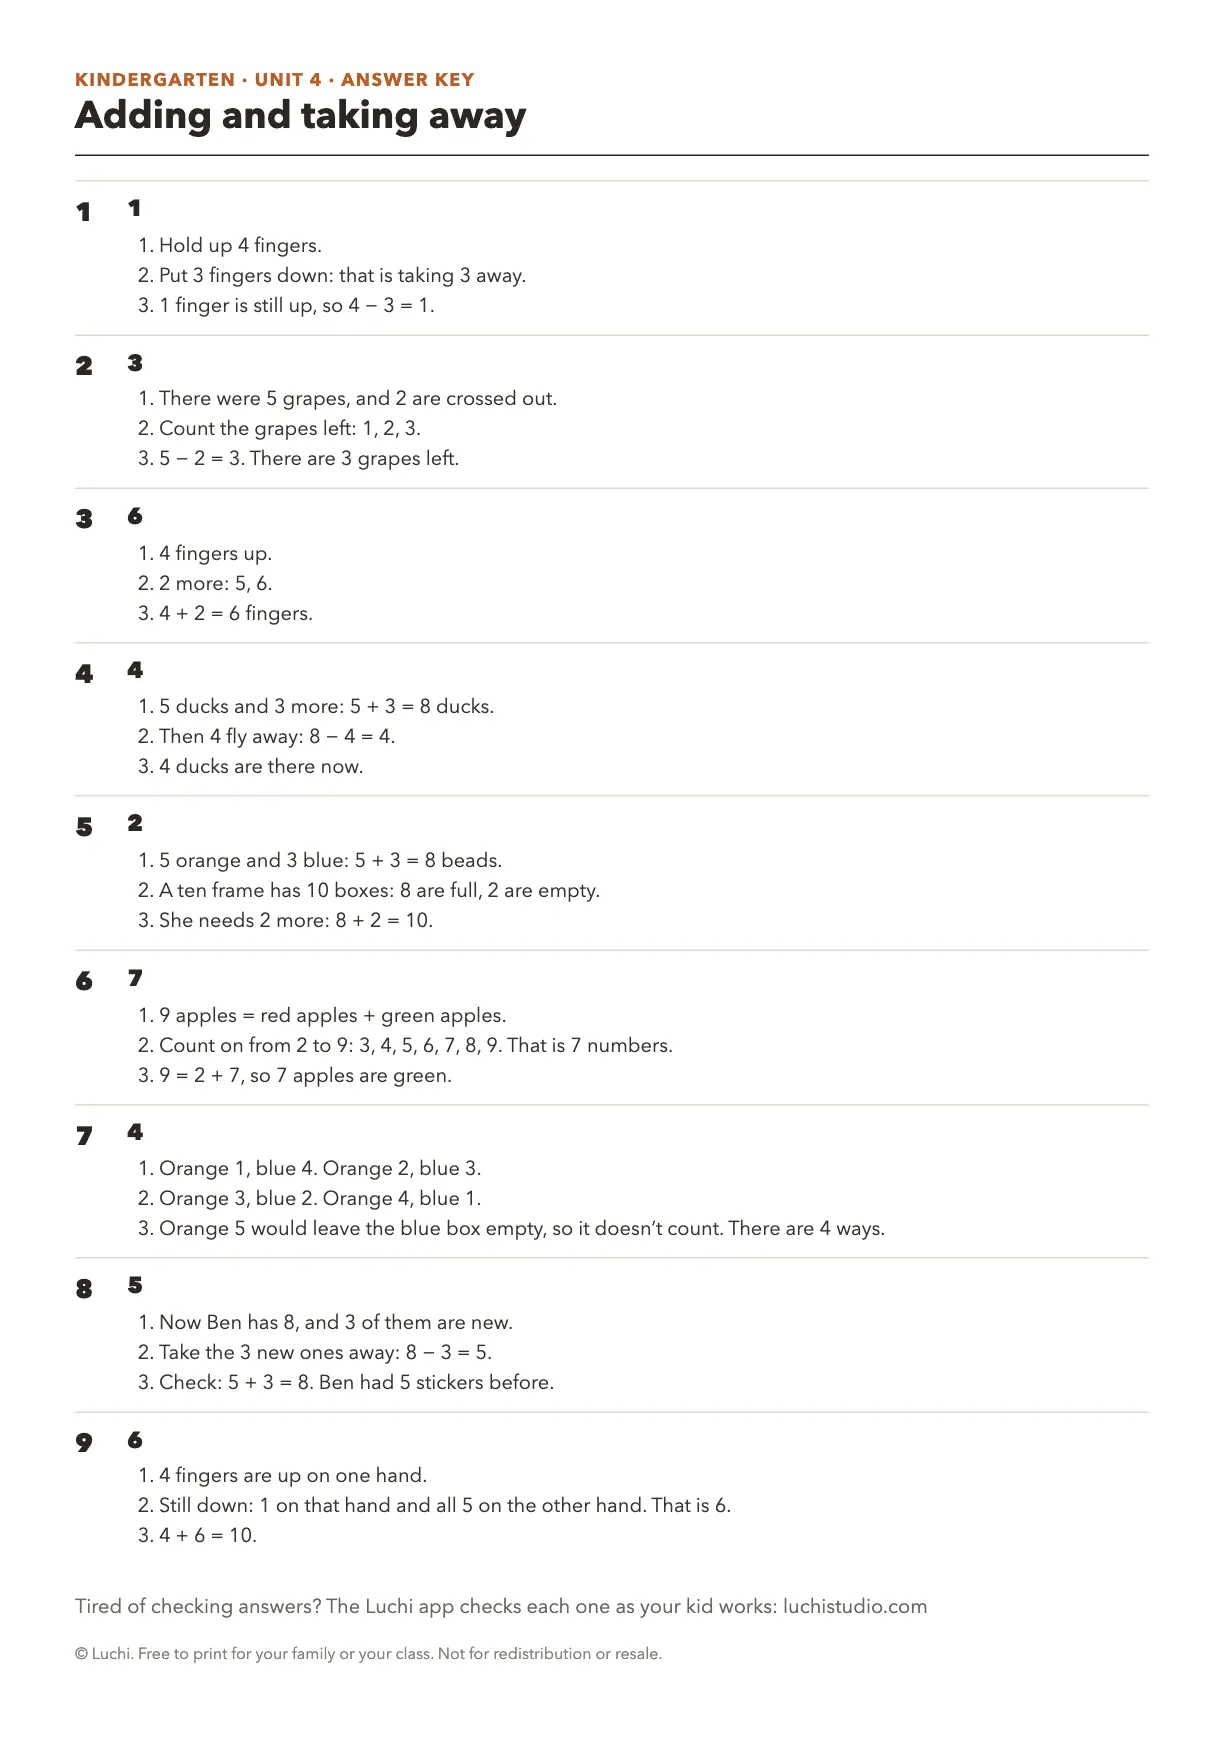 KINDERGARTEN · UNIT 4 · ANSWER KEY
Adding and taking away
1 1
1. Hold up 4 fingers.
2. Put 3 fingers down: that is taking 3 away.
3. 1 finger is still up, so 4 − 3 = 1.
2 3
1. There were 5 grapes, and 2 are crossed out.
2. Count the grapes left: 1, 2, 3.
3. 5 − 2 = 3. There are 3 grapes left.
3 6
1. 4 fingers up.
2. 2 more: 5, 6.
3. 4 + 2 = 6 fingers.
4 4
1. 5 ducks and 3 more: 5 + 3 = 8 ducks.
2. Then 4 fly away: 8 − 4 = 4.
3. 4 ducks are there now.
5 2
1. 5 orange and 3 blue: 5 + 3 = 8 beads.
2. A ten frame has 10 boxes: 8 are full, 2 are empty.
3. She needs 2 more: 8 + 2 = 10.
6 7
1. 9 apples = red apples + green apples.
2. Count on from 2 to 9: 3, 4, 5, 6, 7, 8, 9. That is 7 numbers.
3. 9 = 2 + 7, so 7 apples are green.
7 4
1. Orange 1, blue 4. Orange 2, blue 3.
2. Orange 3, blue 2. Orange 4, blue 1.
3. Orange 5 would leave the blue box empty, so it doesn’t count. There are 4 ways.
8 5
1. Now Ben has 8, and 3 of them are new.
2. Take the 3 new ones away: 8 − 3 = 5.
3. Check: 5 + 3 = 8. Ben had 5 stickers before.
9 6
1. 4 fingers are up on one hand.
2. Still down: 1 on that hand and all 5 on the other hand. That is 6.
3. 4 + 6 = 10.
Tired of checking answers? The Luchi app checks each one as your kid works: luchistudio.com
© Luchi. Free to print for your family or your class. Not for redistribution or resale.